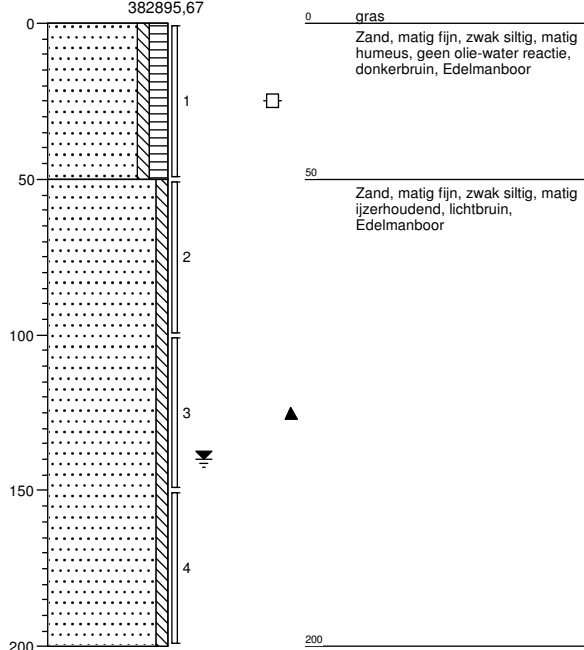 382895,67
0
50
100
150
200
1
2
3
4
0 gras
Zand, matig fijn, zwak siltig, matig
humeus, geen olie-water reactie,
donkerbruin, Edelmanboor
50
Zand, matig fijn, zwak siltig, matig
ijzerhoudend, lichtbruin,
Edelmanboor
200